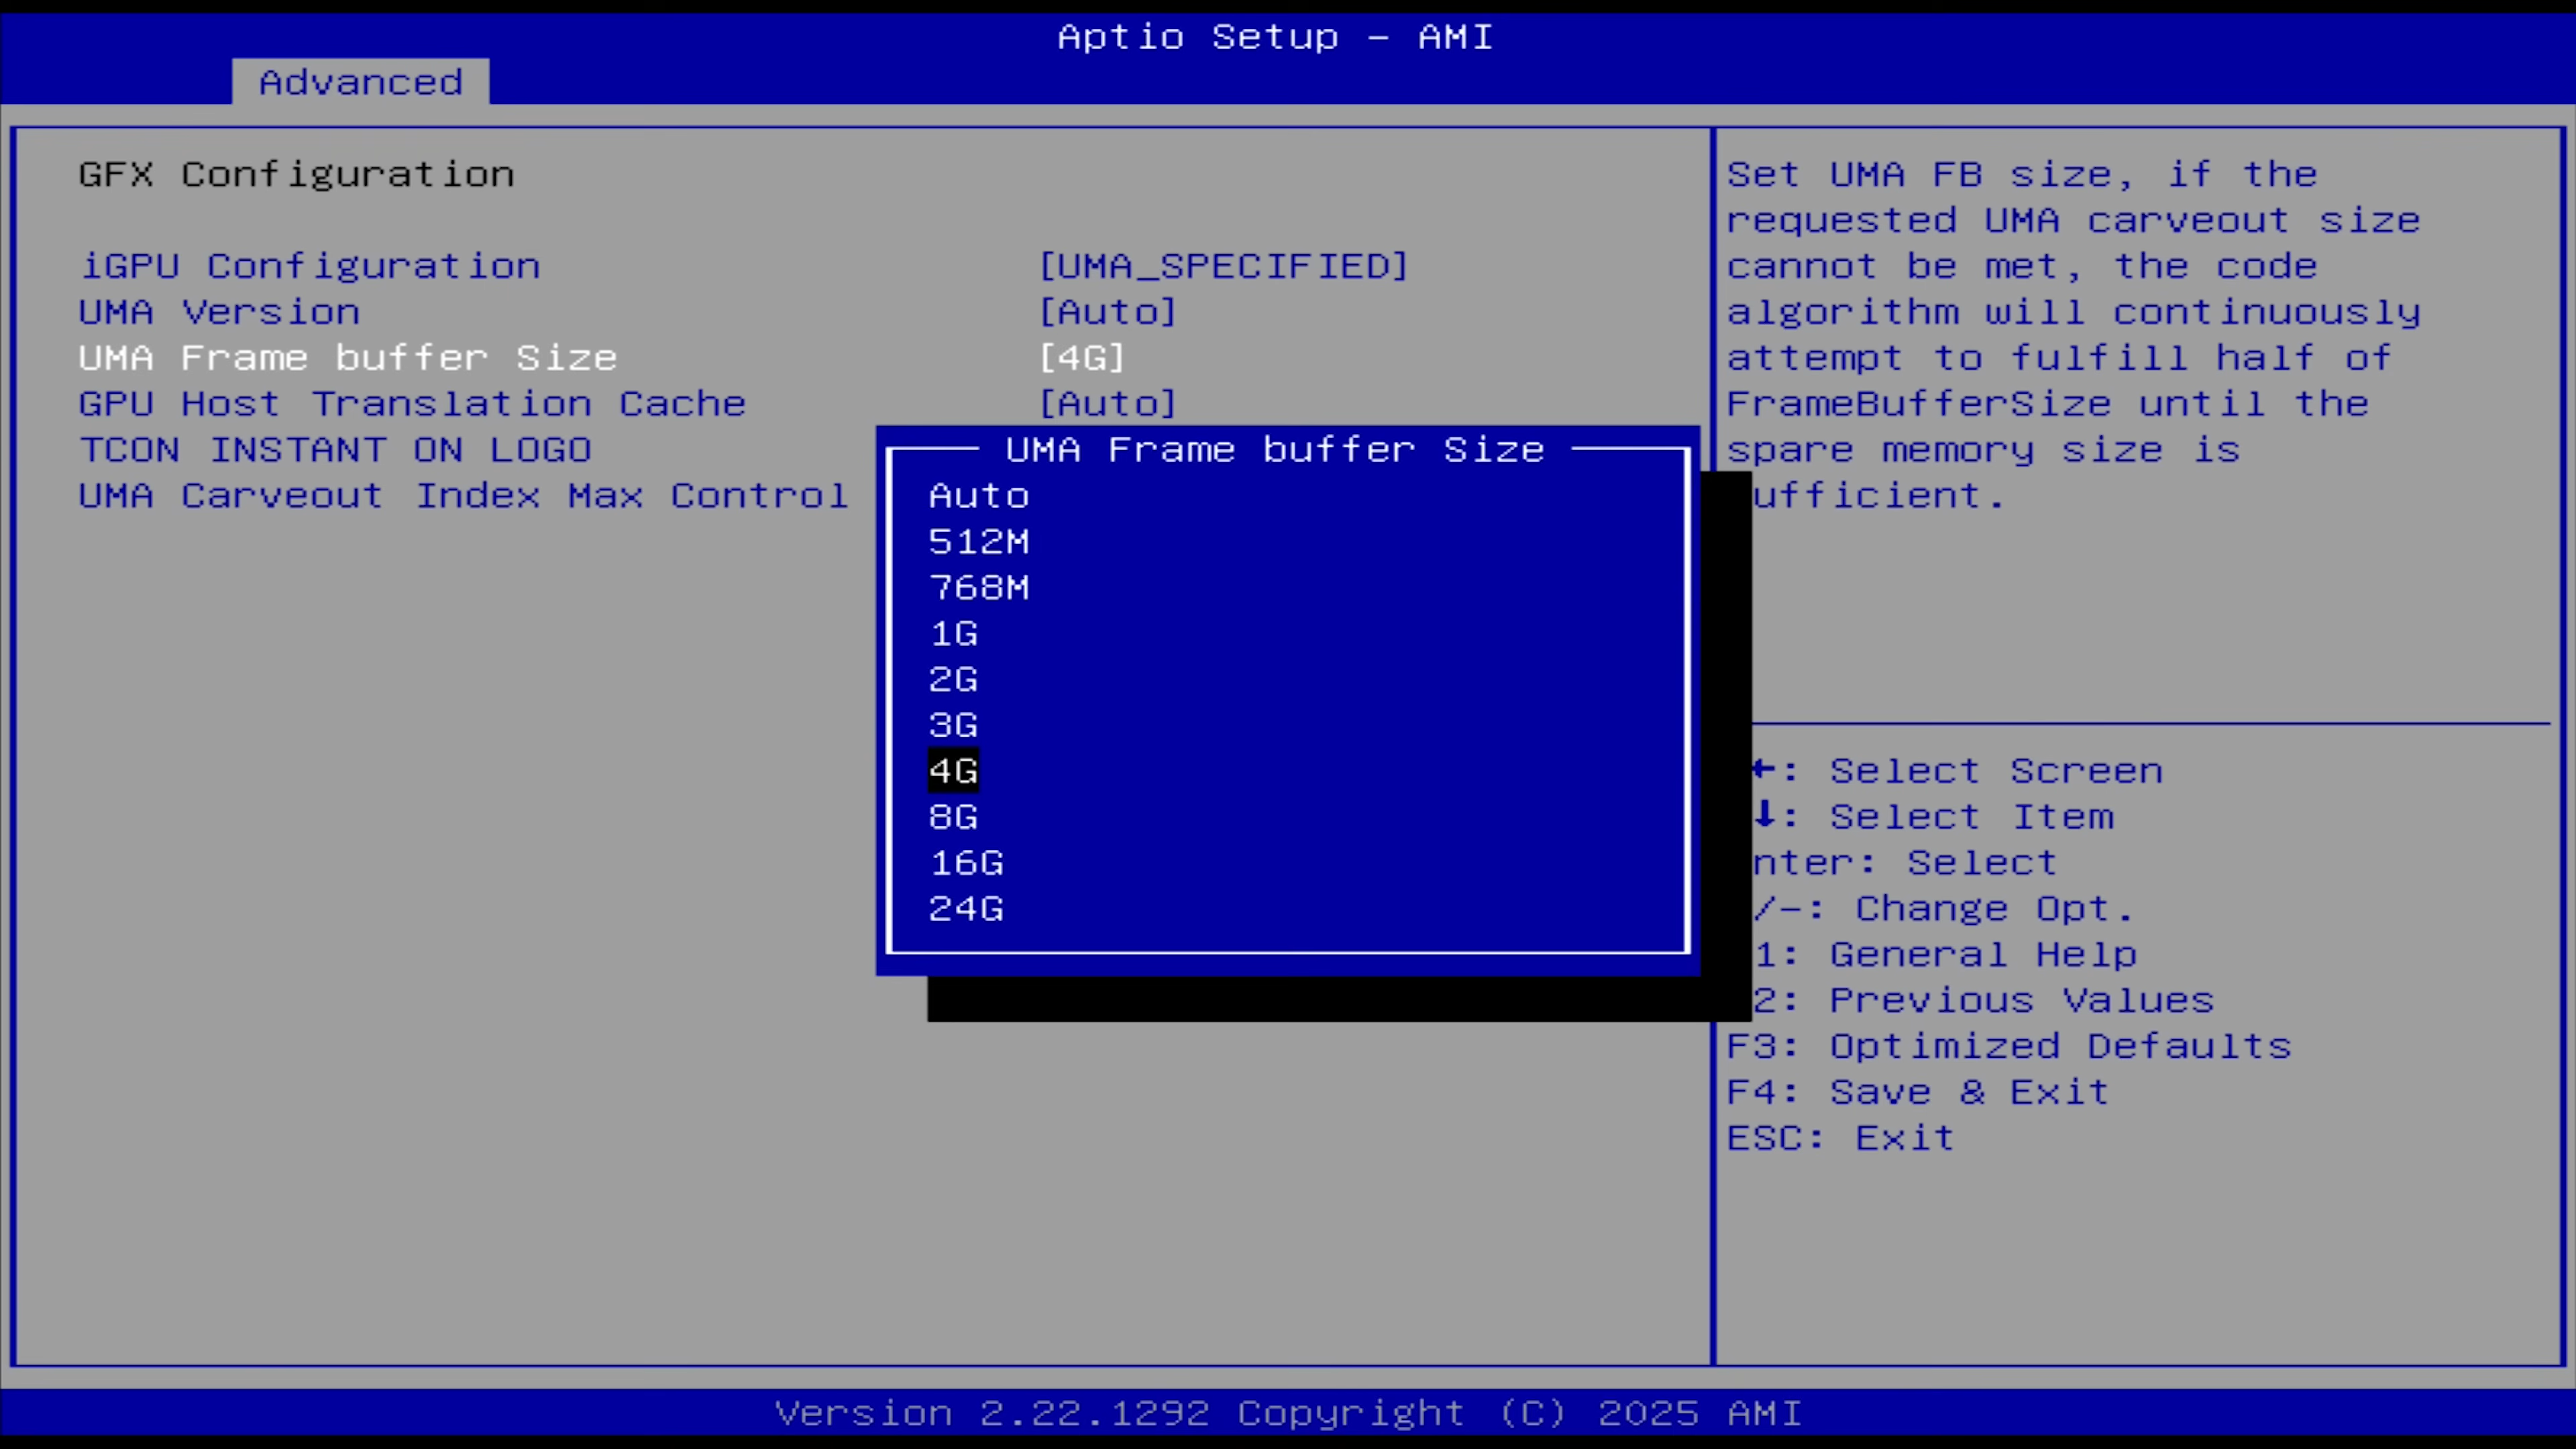 Aptio Setup - AMI
Advanced
GFX Configuration
iGPU Configuration [UMA_SPECIFIED]
UMA Version [Auto]
UMA Frame buffer Size [4G]
GPU Host Translation Cache [Auto]
TCON INSTANT ON LOGO
UMA Carveout Index Max Control
UMA Frame buffer Size
Auto
512M
768M
1G
2G
3G
4G
8G
16G
24G
Set UMA FB size, if the
requested UMA carveout size
cannot be met, the code
algorithm will continuously
attempt to fulfill half of
FrameBufferSize until the
spare memory size is
ufficient.
←: Select Screen
↓: Select Item
nter: Select
/-: Change Opt.
1: General Help
2: Previous Values
F3: Optimized Defaults
F4: Save & Exit
ESC: Exit
Version 2.22.1292 Copyright (C) 2025 AMI